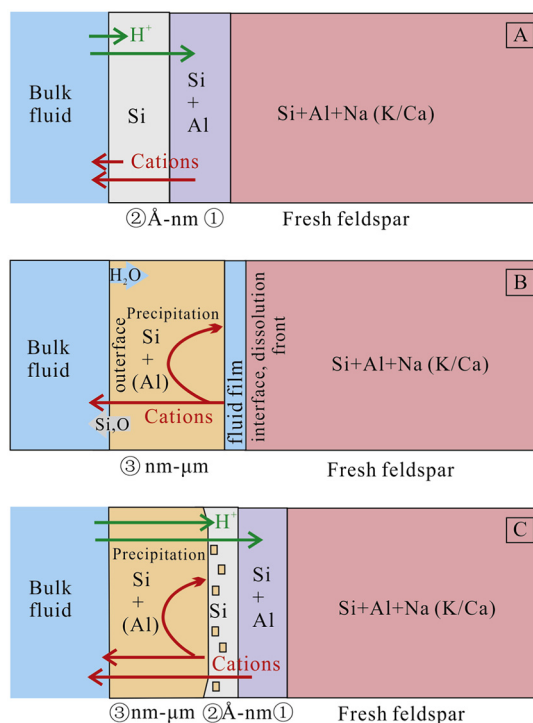 A
H⁺
Bulk
fluid
Si
Si
+
Al
Si+Al+Na (K/Ca)
Cations
②Å-nm ①
Fresh feldspar
B
H₂O
Precipitation
Bulk
fluid
outerface
Si
+
(Al)
fluid film
interface, dissolution
front
Si+Al+Na (K/Ca)
Cations
Si,O
③ nm-μm
Fresh feldspar
C
H⁺
Precipitation
Bulk
fluid
Si
+
(Al)
Si
Si
+
Al
Si+Al+Na (K/Ca)
Cations
③nm-μm ②Å-nm①
Fresh feldspar